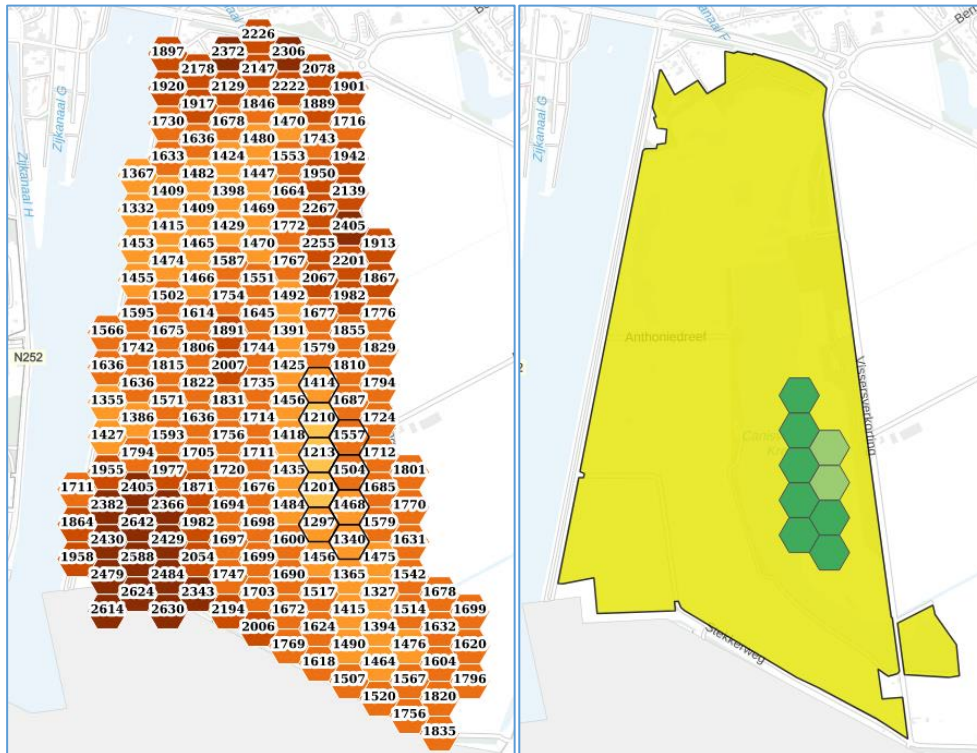 2226
1897 2372 2306
2178 2147 2078
1920 2129 2222 1901
1917 1846 1889
1730 1678 1470 1716
1636 1480 1743
1633 1424 1553 1942
1367 1482 1447 1950
1409 1398 1664 2139
1332 1409 1469 2267
1415 1429 1772 2405
1453 1465 1470 2255 1913
1474 1587 1767 2201
1455 1466 1551 2067 1867
1502 1754 1492 1982
1595 1614 1645 1677 1776
1566 1675 1891 1391 1855
1742 1806 1744 1579 1829
1636 1815 2007 1425 1810
1636 1822 1735 1414 1794
1355 1571 1831 1456 1687
1386 1636 1714 1210 1724
1427 1593 1756 1418 1557
1794 1705 1711 1213 1712
1955 1977 1720 1435 1504 1801
1711 2405 1871 1676 1201 1685
2382 2366 1694 1484 1468 1770
1864 2642 1982 1698 1297 1579
2430 2429 1697 1600 1340 1631
1958 2588 2054 1699 1456 1475
2479 2484 1747 1690 1365 1542
2624 2343 1703 1517 1327 1678
2614 2630 2194 1672 1415 1514 1699
2006 1624 1394 1632
1769 1490 1476 1620
1618 1464 1604
1507 1567 1796
1520 1820
1756
1835
Zijkanaal G
Zijkanaal H
N252
Be
Zijkanaal G
Anthoniedreef
Vissersverkorting
Stekkerweg